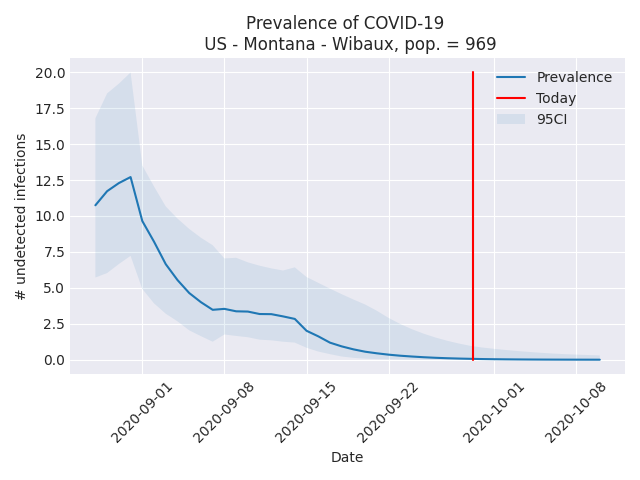 Prevalence of COVID-19
US - Montana - Wibaux, pop. = 969
# undetected infections
20.0
17.5
15.0
12.5
10.0
7.5
5.0
2.5
0.0
Prevalence
Today
95CI
2020-09-01
2020-09-08
2020-09-15
2020-09-22
2020-10-01
2020-10-08
Date